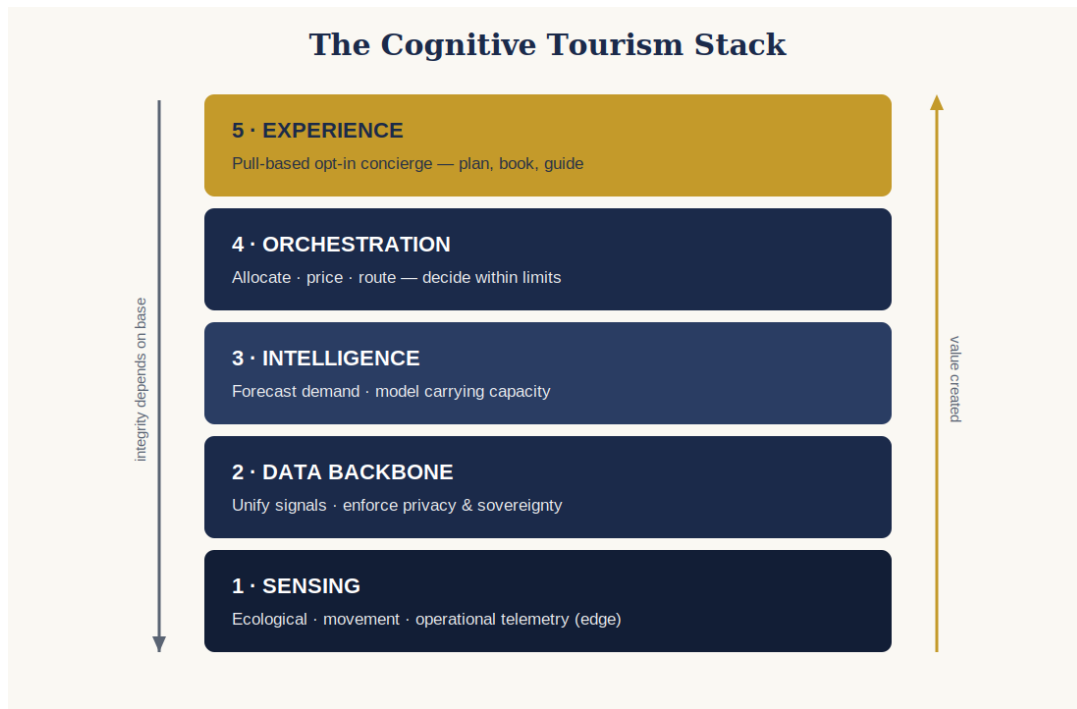 The Cognitive Tourism Stack
5 · EXPERIENCE
Pull-based opt-in concierge — plan, book, guide
4 · ORCHESTRATION
Allocate · price · route — decide within limits
3 · INTELLIGENCE
Forecast demand · model carrying capacity
2 · DATA BACKBONE
Unify signals · enforce privacy & sovereignty
1 · SENSING
Ecological · movement · operational telemetry (edge)
integrity depends on base
value created